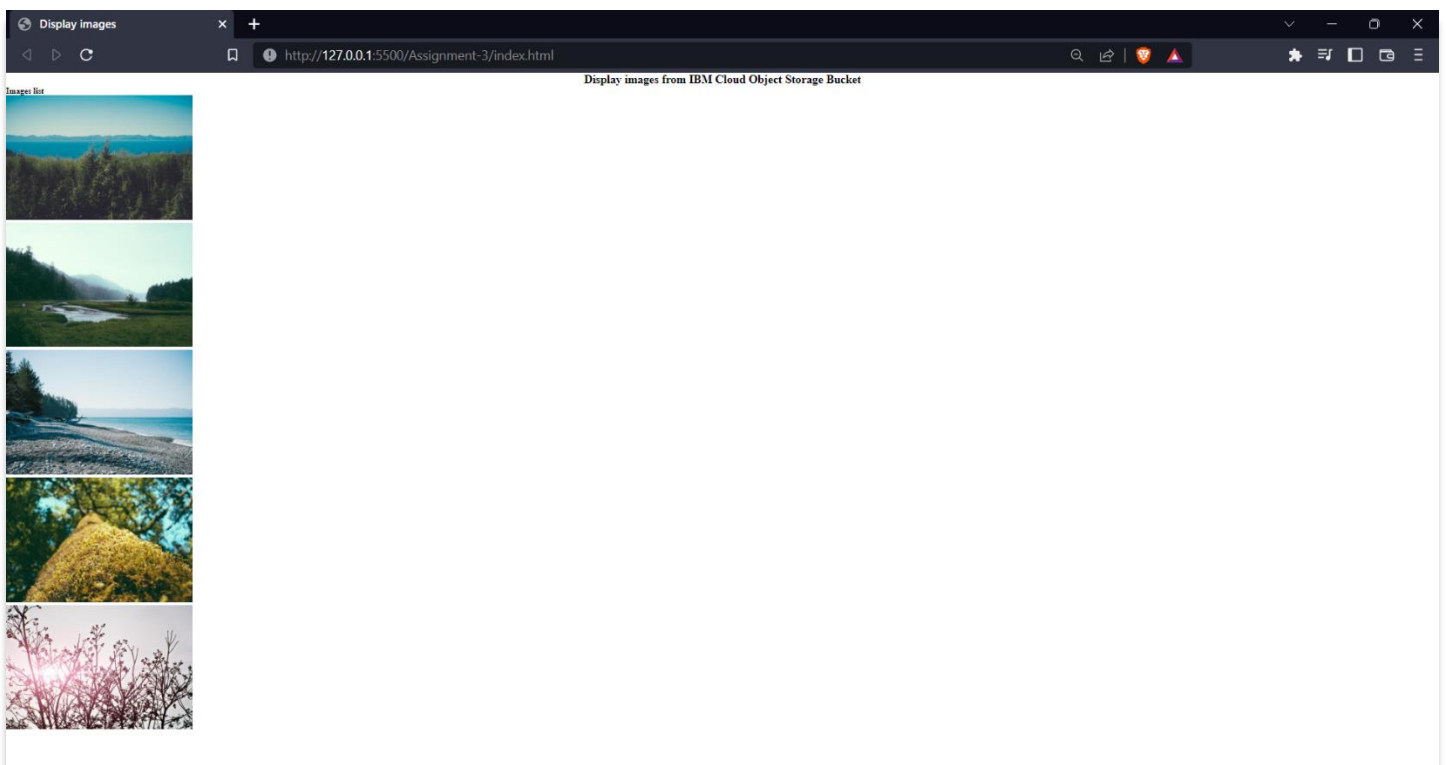 Display images
http://127.0.0.1:5500/Assignment-3/index.html
Display images from IBM Cloud Object Storage Bucket
Images list